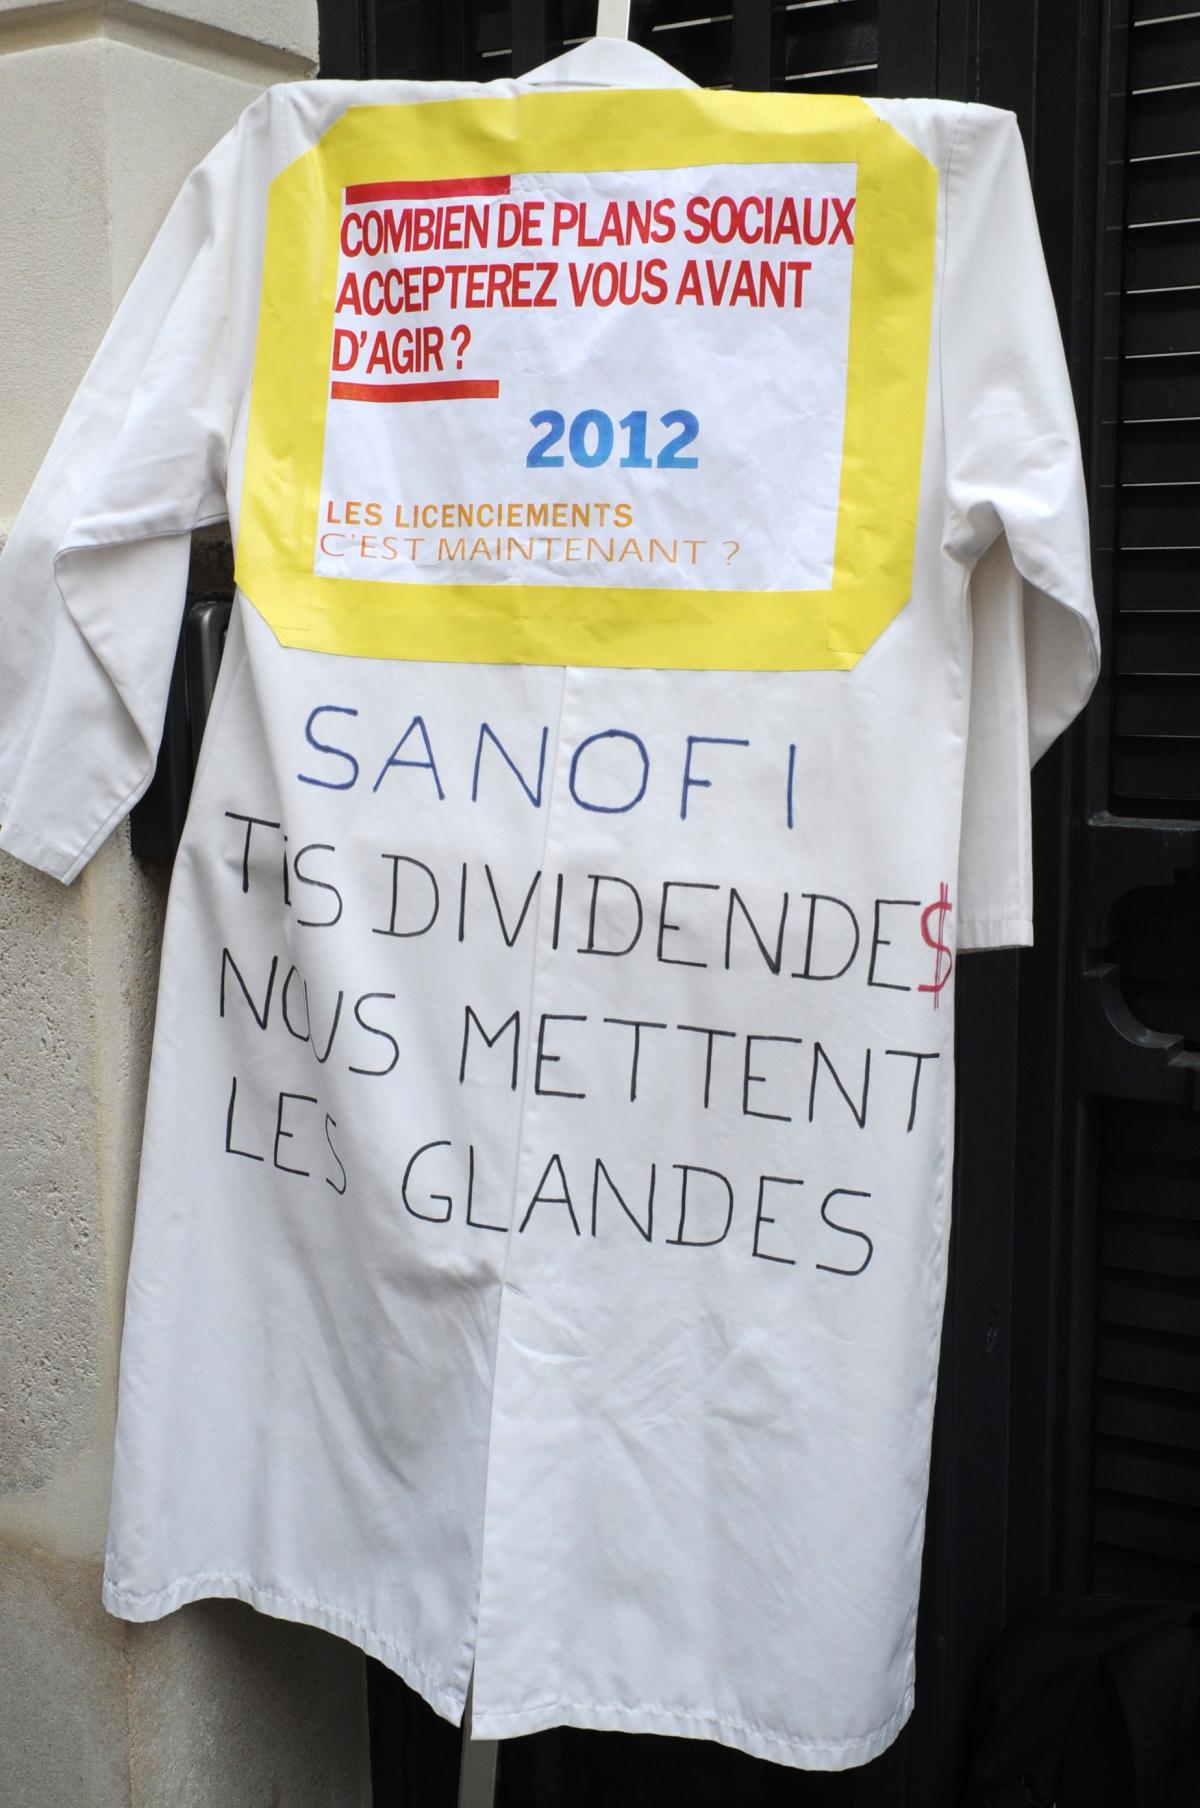 COMBIEN DE PLANS SOCIAUX
ACCEPTEREZ VOUS AVANT
D'AGIR ?
2012
LES LICENCIEMENTS
C'EST MAINTENANT ?
SANOFI
TiS DIVIDENDE$
NOUS METTENT
LES GLANDES